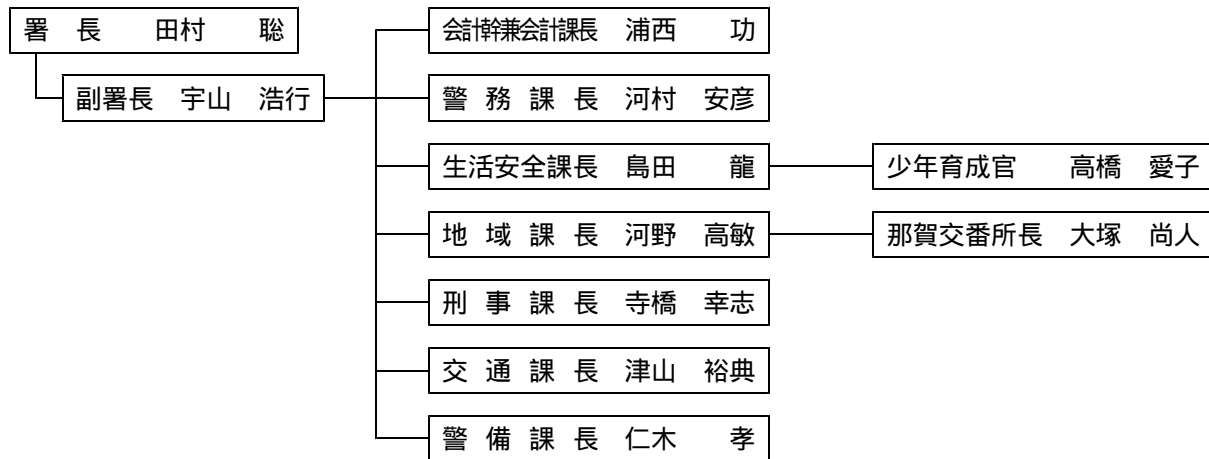 署　長　　田村　　聡
会計幹兼会計課長　浦西　　功
副署長　宇山　浩行
警務課長　河村　安彦
生活安全課長　島田　　龍
少年育成官　　高橋　愛子
地域課長　河野　高敏
那賀交番所長　大塚　尚人
刑事課長　寺橋　幸志
交通課長　津山　裕典
警備課長　仁木　　孝